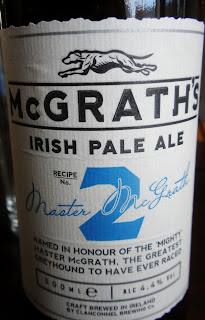 McGRATH'S
IRISH PALE ALE
RECIPE
No.
2
Master McGrath
NAMED IN HONOUR OF THE 'MIGHTY'
MASTER McGRATH, THE GREATEST
GREYHOUND TO HAVE EVER RACED
500ML e
ALC 4.4% VOL
CRAFT BREWED IN IRELAND
BY CLANCONNEL BREWING Co.